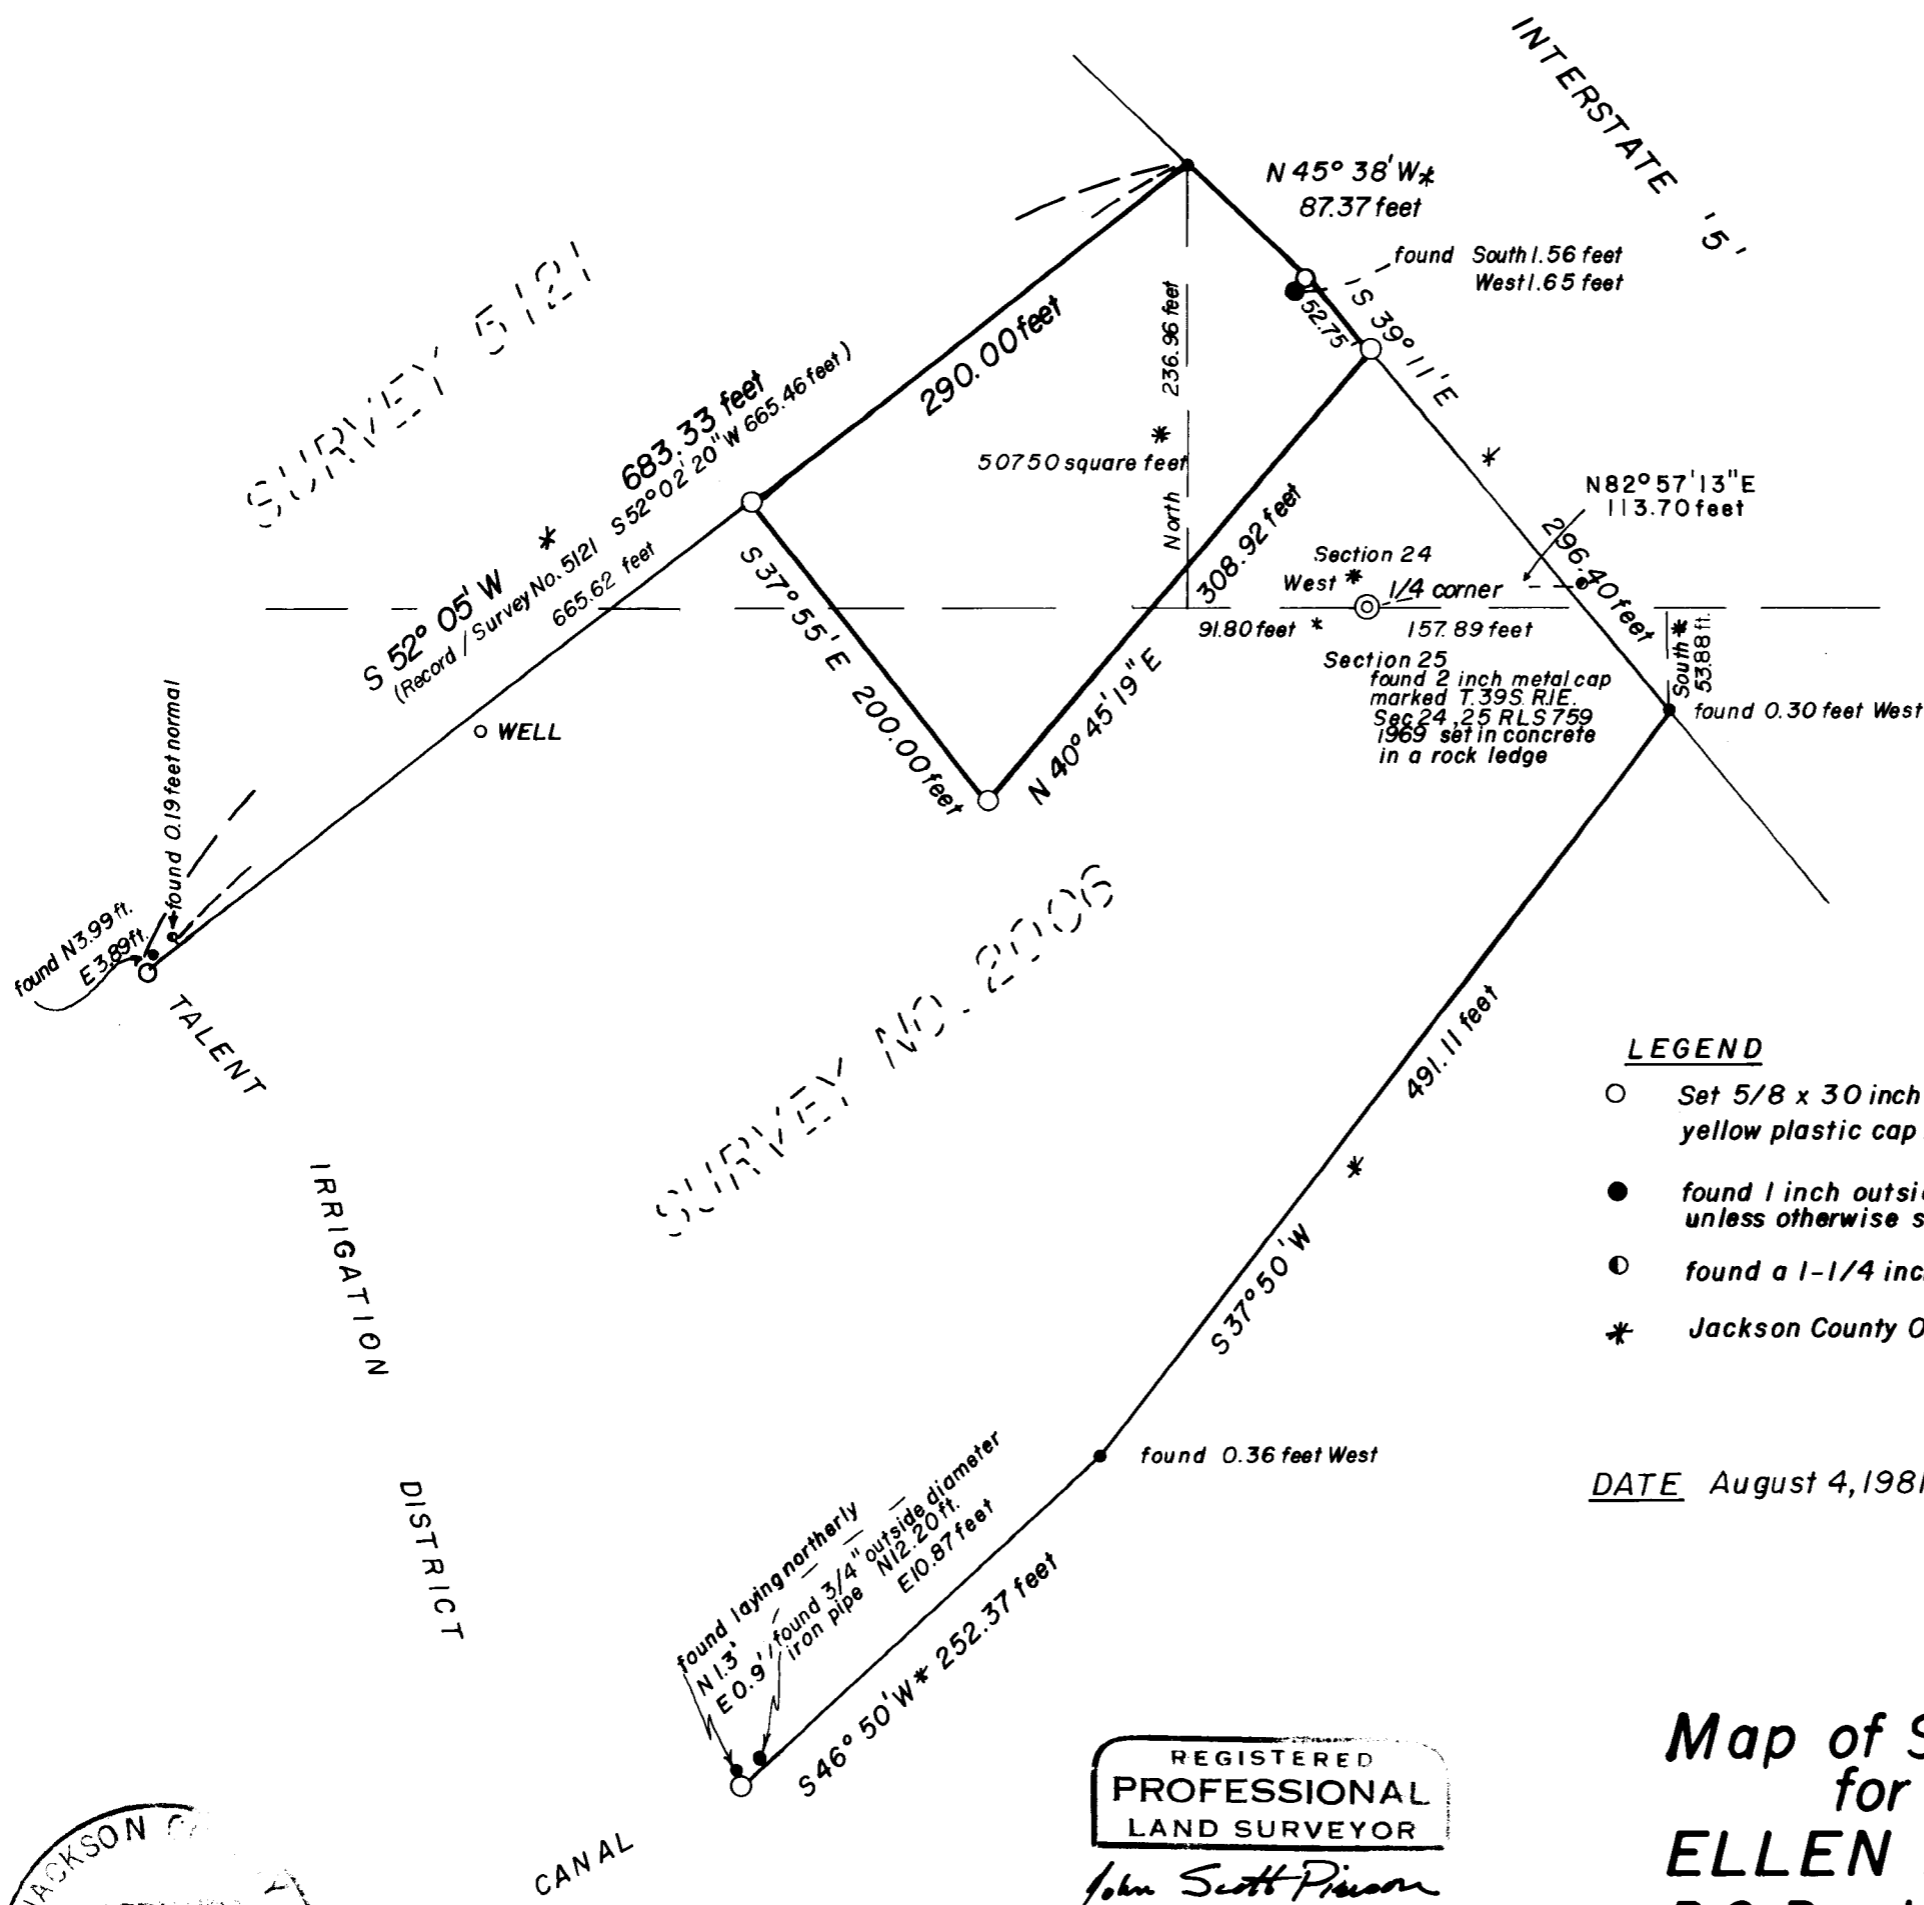 INTERSTATE '5'
N 45° 38' W*
87.37 feet
found South 1.56 feet
West 1.65 feet
S 39° 11' E
52.75'
SURVEY 5121
290.00 feet
236.96 feet
*
North
50750 square feet
683.33 feet
S 52° 05' W *
(Record / Survey No. 5121 S 52° 02' 20" W 665.46 feet)
665.62 feet
*
N 82° 57' 13" E
113.70 feet
296.40 feet
S 37° 55' E 200.00 feet
308.92 feet
N 40° 45' 19" E
Section 24
West *
1/4 corner
91.80 feet *
157.89 feet
Section 25
found 2 inch metal cap
marked T.39S. R.1E.
Sec 24, 25 RLS 759
1969 set in concrete
in a rock ledge
South *
53.88 ft.
found 0.30 feet West
WELL
found 0.19 feet normal
found N 3.99 ft.
E 3.89 ft.
TALENT
IRRIGATION
DISTRICT
CANAL
SURVEY NO. 2006
491.11 feet
*
S 37° 50' W
found 0.36 feet West
LEGEND
Set 5/8 x 30 inch
yellow plastic cap
found 1 inch outsi
unless otherwise s
found a 1-1/4 inc
* Jackson County O
DATE August 4, 1981
found laying northerly
N 1.3'
E 0.9'
found 3/4" outside diameter
iron pipe N 12.20 ft.
E 10.87 feet
S 46° 50' W * 252.37 feet
REGISTERED
PROFESSIONAL
LAND SURVEYOR
John Scott Pierson
JACKSON
Map of S
for
ELLEN